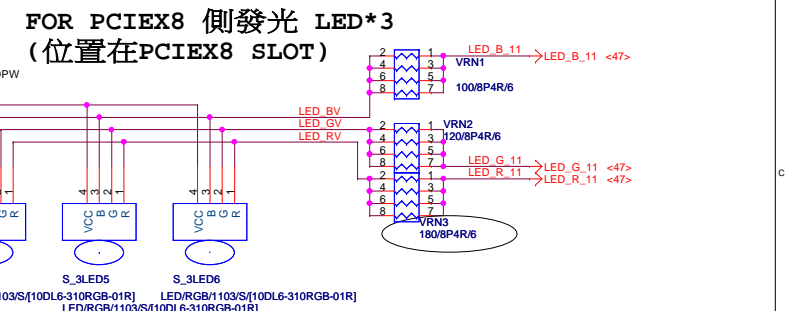 FOR PCIEX8 側發光 LED*3
(位置在PCIEX8 SLOT)
2 1 LED_B_11 LED_B_11 <47>
4 3 VRN1
6 5
8 7 100/8P4R/6
LED_BV
LED_GV
LED_RV
2 1 VRN2
4 3 120/8P4R/6
6 5
8 7 LED_G_11 LED_G_11 <47>
2 1 LED_R_11 LED_R_11 <47>
4 3
6 5
8 7
VRN3
180/8P4R/6
1
4 3 2 1
4 3 2 1
G R
VCC B G R
VCC B G R
S_3LED5
S_3LED6
103/S/[10DL6-310RGB-01R]
LED/RGB/1103/S/[10DL6-310RGB-01R]
LED/RGB/1103/S/[10DL6-310RGB-01R]
C